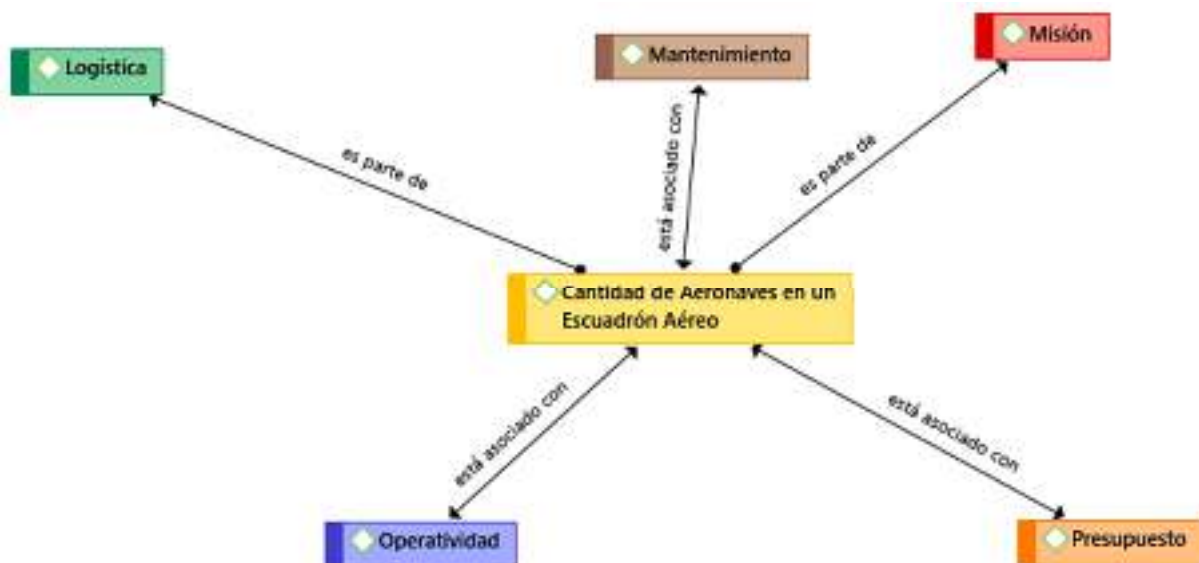 Misión
Mantenimiento
Logística
es parte de
está asociado con
es parte de
Cantidad de Aeronaves en un
Escuadrón Aéreo
está asociado con
está asociado con
Operatividad
Presupuesto